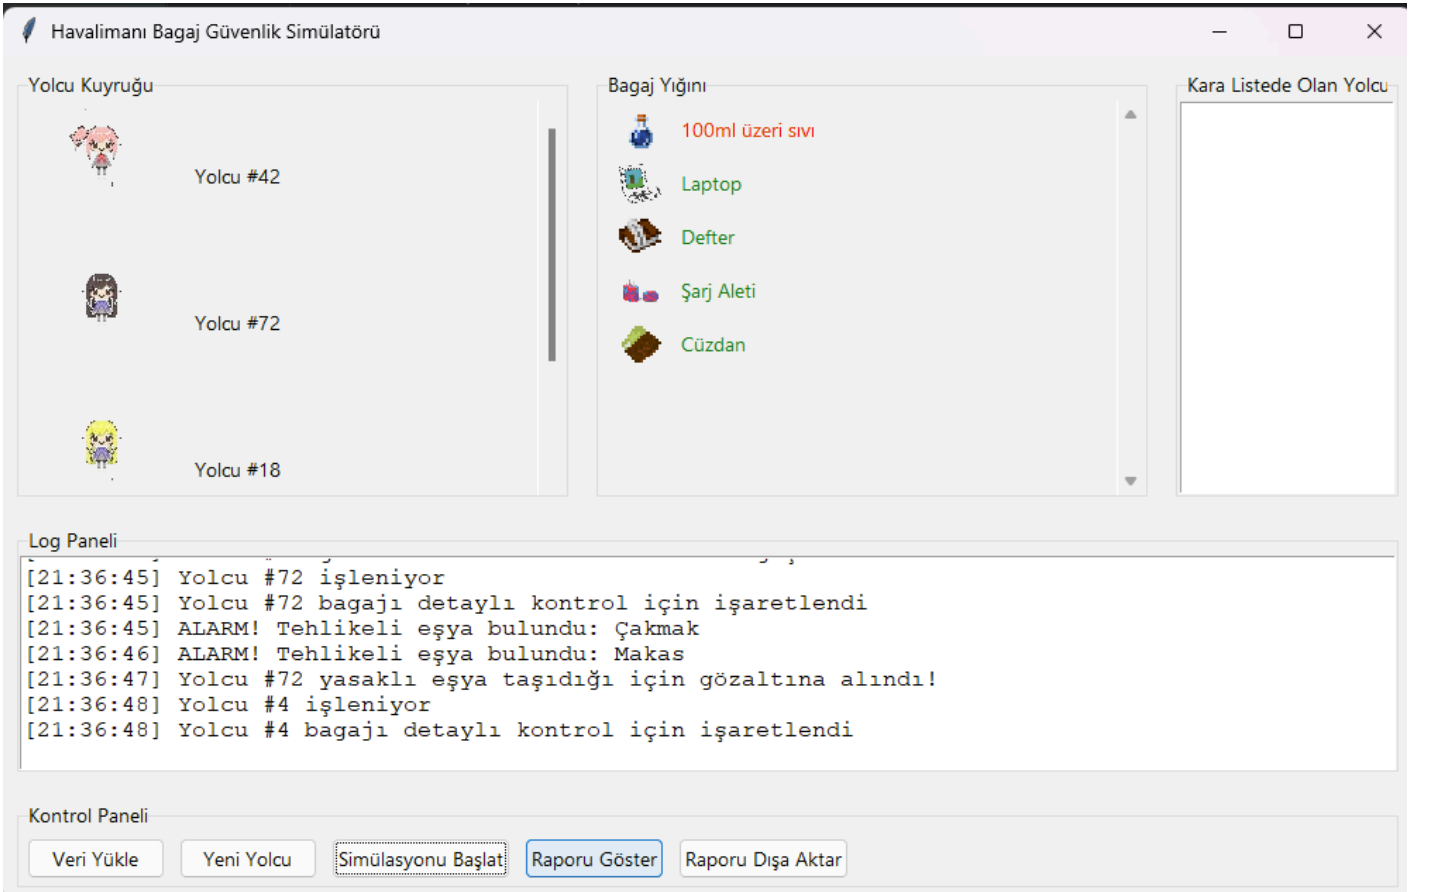 Havalimanı Bagaj Güvenlik Simülatörü
Yolcu Kuyruğu
Yolcu #42
Yolcu #72
Yolcu #18
Bagaj Yığını
100ml üzeri sıvı
Laptop
Defter
Şarj Aleti
Cüzdan
Kara Listede Olan Yolcu
Log Paneli
[21:36:45] Yolcu #72 işleniyor
[21:36:45] Yolcu #72 bagajı detaylı kontrol için işaretlendi
[21:36:45] ALARM! Tehlikeli eşya bulundu: Çakmak
[21:36:46] ALARM! Tehlikeli eşya bulundu: Makas
[21:36:47] Yolcu #72 yasaklı eşya taşıdığı için gözaltına alındı!
[21:36:48] Yolcu #4 işleniyor
[21:36:48] Yolcu #4 bagajı detaylı kontrol için işaretlendi
Kontrol Paneli
Veri Yükle
Yeni Yolcu
Simülasyonu Başlat
Raporu Göster
Raporu Dışa Aktar